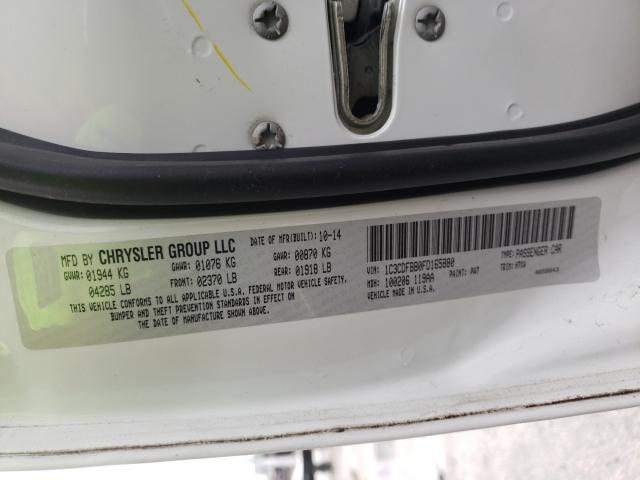 MFD BY CHRYSLER GROUP LLC DATE OF MFR(BUILT) 10-14
GVWR: 01944 KG GAWR: 01076 KG GAWR: 00870 KG
04285 LB FRONT: 02370 LB REAR: 01918 LB
THIS VEHICLE CONFORMS TO ALL APPLICABLE U.S.A. FEDERAL MOTOR VEHICLE SAFETY,
BUMPER AND THEFT PREVENTION STANDARDS IN EFFECT ON
THE DATE OF MANUFACTURE SHOWN ABOVE.
VIN: 1C3CDFBB0FD165880 TYPE: PASSENGER CAR
MDH: 100206 119AA PAINT: PW7 TRIM:
VEHICLE MADE IN U.S.A.